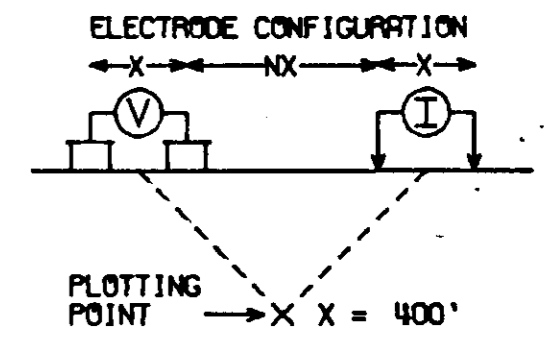 ELECTRODE CONFIGURATION
X NX X
V I
PLOTTING
POINT X X = 400'